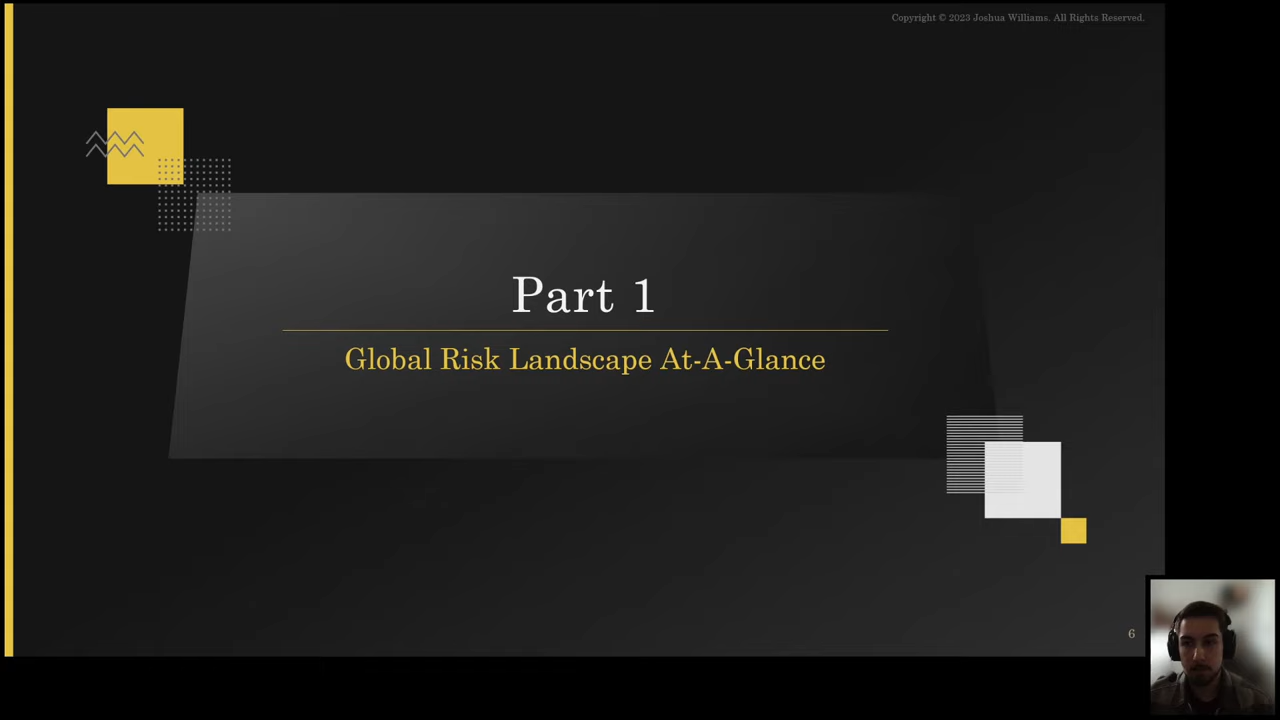 Copyright © 2023 Joshua Williams. All Rights Reserved.
Part 1
Global Risk Landscape At-A-Glance
6